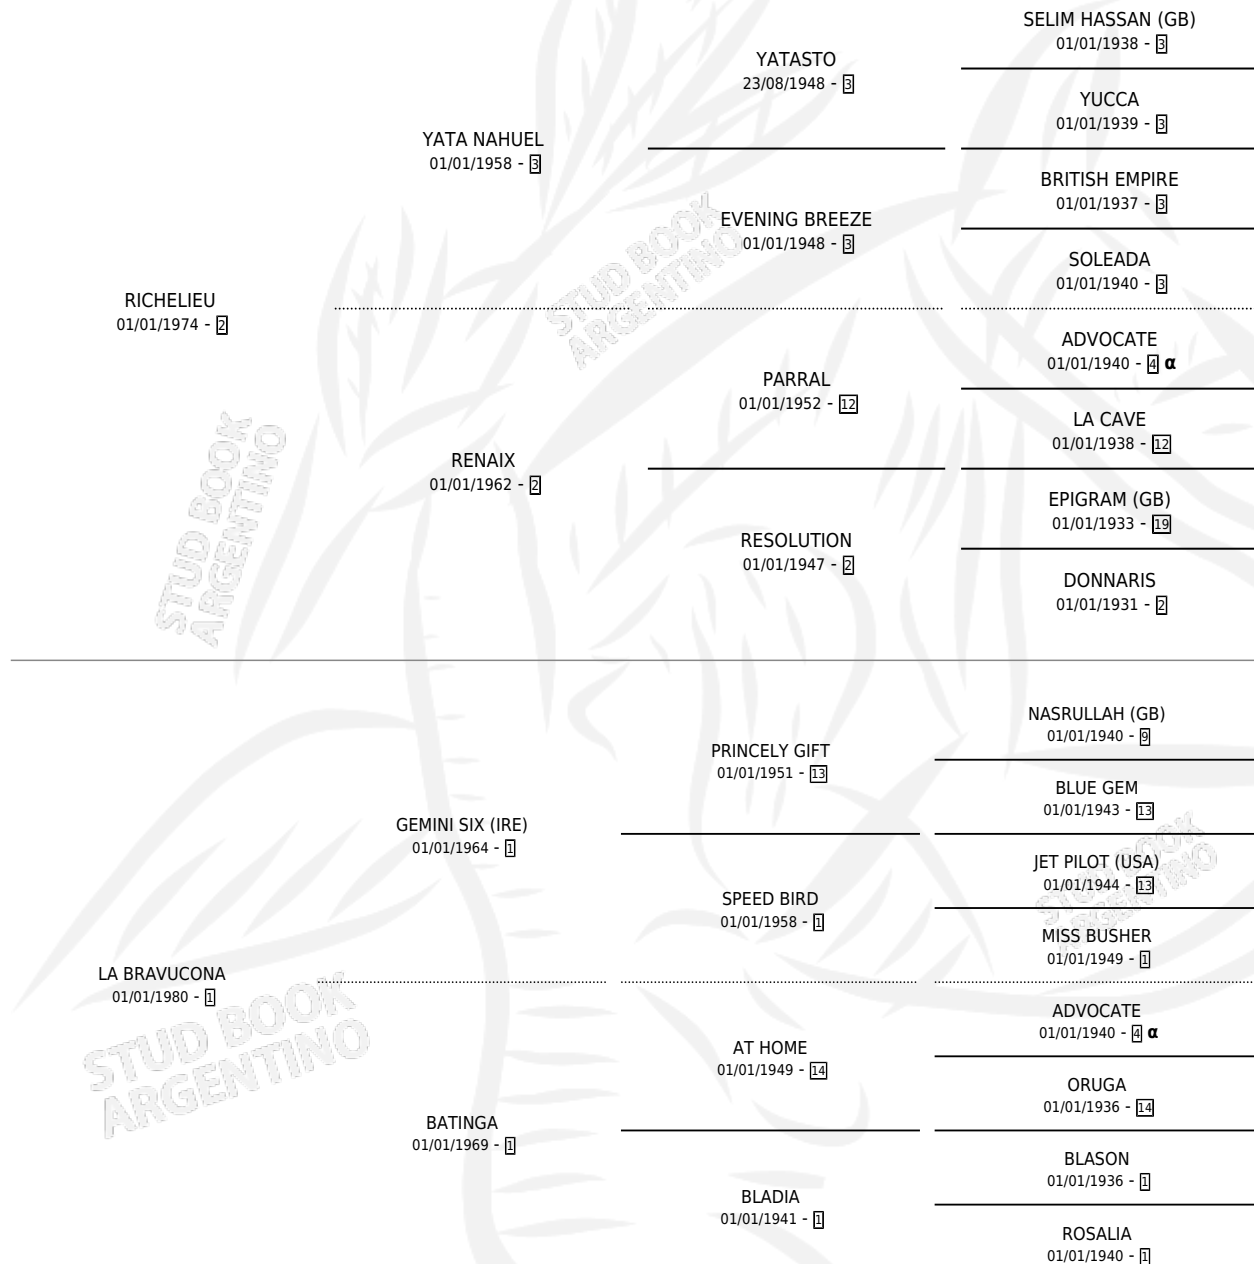 SELIM HASSAN (GB)
01/01/1938 - 3
YATASTO
23/08/1948 - 3
YUCCA
01/01/1939 - 3
YATA NAHUEL
01/01/1958 - 3
BRITISH EMPIRE
01/01/1937 - 3
EVENING BREEZE
01/01/1948 - 3
SOLEADA
01/01/1940 - 3
STUD BOOK
ARGENTINO
RICHELIEU
01/01/1974 - 2
ADVOCATE
01/01/1940 - 4 α
PARRAL
01/01/1952 - 12
LA CAVE
01/01/1938 - 12
RENAIX
01/01/1962 - 2
EPIGRAM (GB)
01/01/1933 - 19
RESOLUTION
01/01/1947 - 2
DONNARIS
01/01/1931 - 2
STUD BOOK
ARGENTINO
NASRULLAH (GB)
01/01/1940 - 9
PRINCELY GIFT
01/01/1951 - 13
BLUE GEM
01/01/1943 - 13
GEMINI SIX (IRE)
01/01/1964 - 1
JET PILOT (USA)
01/01/1944 - 13
STUD BOOK
ARGENTINO
SPEED BIRD
01/01/1958 - 1
MISS BUSHER
01/01/1949 - 1
LA BRAVUCONA
01/01/1980 - 1
STUD BOOK
ARGENTINO
ADVOCATE
01/01/1940 - 4 α
AT HOME
01/01/1949 - 14
ORUGA
01/01/1936 - 14
BATINGA
01/01/1969 - 1
BLASON
01/01/1936 - 1
BLADIA
01/01/1941 - 1
ROSALIA
01/01/1940 - 1